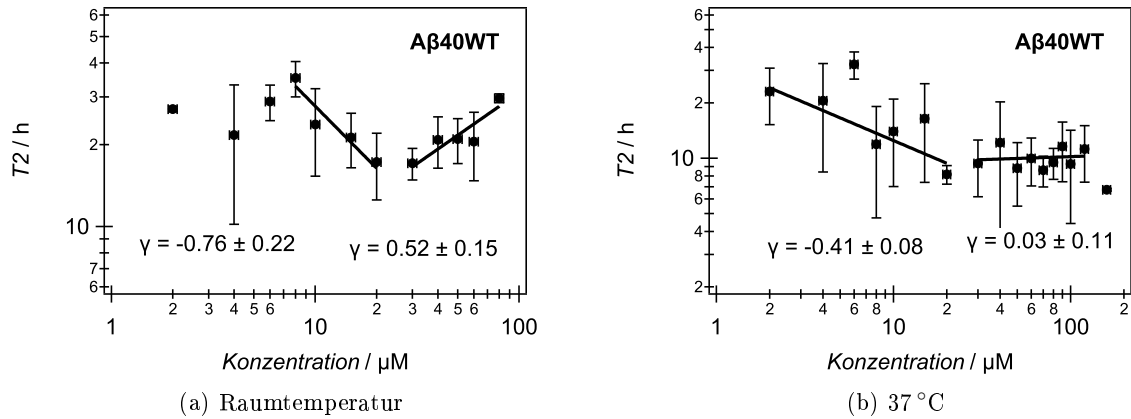 6
5
4
3
2
10
8
7
6
T2 / h
Aβ40WT
γ = -0.76 ± 0.22
γ = 0.52 ± 0.15
2 3 4 5 6 2 3 4 5 6
1 10 100
Konzentration / µM
(a) Raumtemperatur
6
4
2
10
8
6
4
2
T2 / h
Aβ40WT
γ = -0.41 ± 0.08
γ = 0.03 ± 0.11
2 4 6 8 2 4 6 8 2
1 10 100
Konzentration / µM
(b) 37 °C